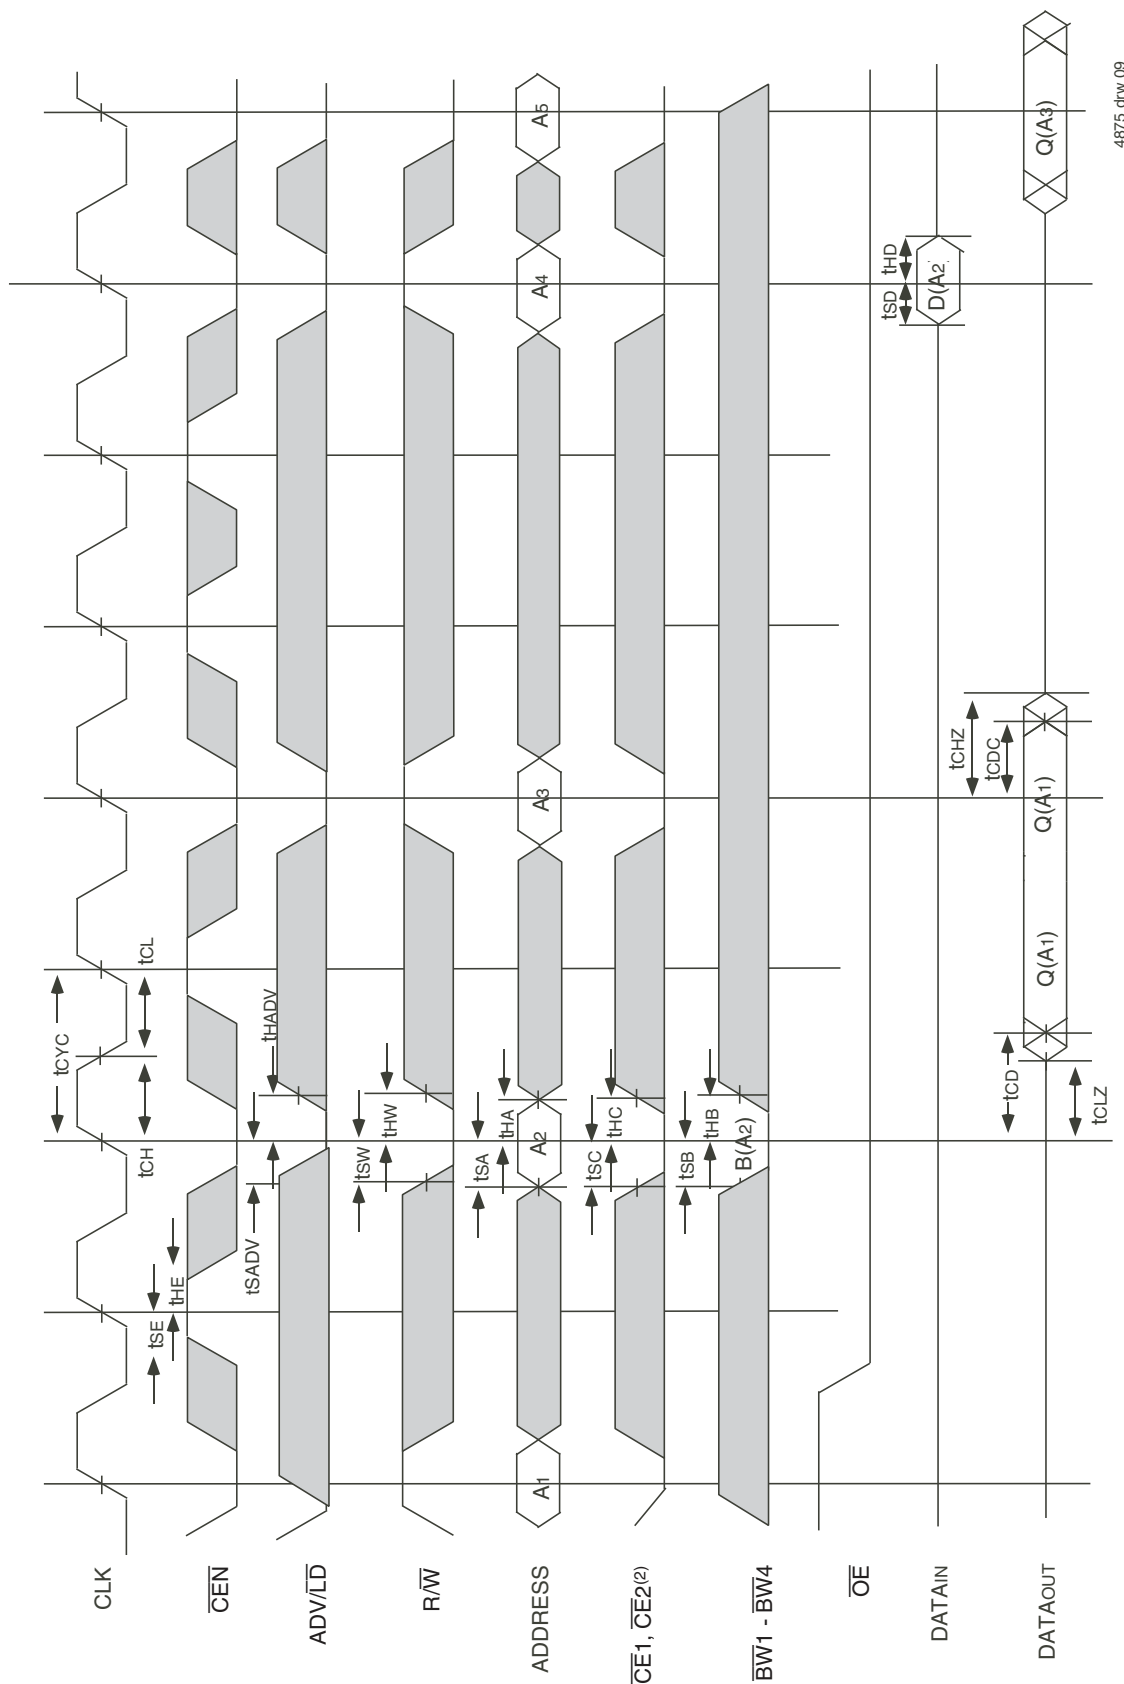 CLK
CEN
ADV/LD
R/W
ADDRESS
CE1, CE2(2)
BW1 - BW4
OE
DATAIN
DATAOUT
tCYC
tCH
tCL
tSE
tHE
tSADV
tHADV
tSW
tHW
tSA
tHA
A1
A2
A3
A4
A5
tSC
tHC
tSB
tHB
B(A2)
tSD
tHD
D(A2)
tCD
tCLZ
tCHZ
tCDC
Q(A1)
Q(A1)
Q(A3)
4875 drw 09